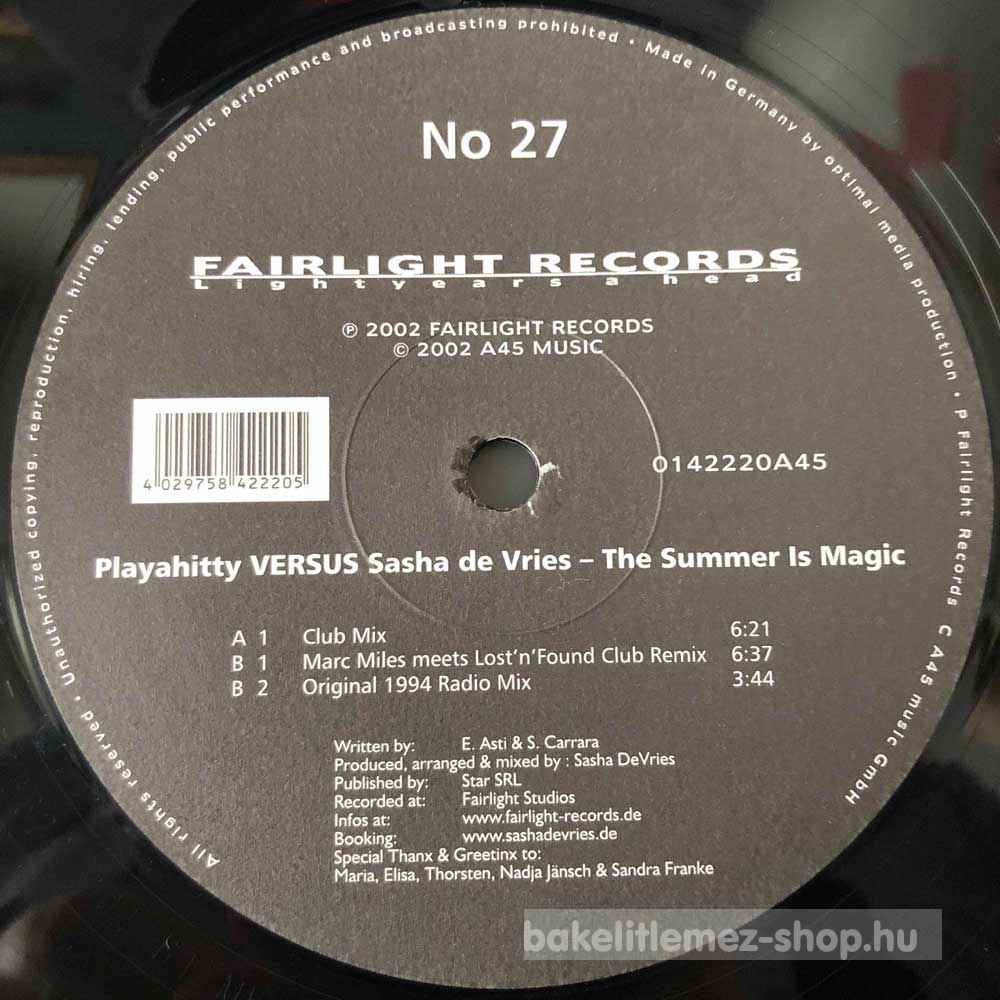 Unauthorized copying, reproduction, hiring, lending, public performance and broadcasting prohibited • Made in Germany by optimal media production • P Fairlight Records C A45 music GmbH
All rights reserved •
No 27
FAIRLIGHT RECORDS
Lightyears ahead
℗ 2002 FAIRLIGHT RECORDS
© 2002 A45 MUSIC
4 029758 422205
0142220A45
Playahitty VERSUS Sasha de Vries – The Summer Is Magic
A 1 Club Mix 6:21
B 1 Marc Miles meets Lost'n'Found Club Remix 6:37
B 2 Original 1994 Radio Mix 3:44
Written by: E. Asti & S. Carrara
Produced, arranged & mixed by : Sasha DeVries
Published by: Star SRL
Recorded at: Fairlight Studios
Infos at: www.fairlight-records.de
Booking: www.sashadevries.de
Special Thanx & Greetinx to:
Maria, Elisa, Thorsten, Nadja Jänsch & Sandra Franke
bakelitlemez-shop.hu